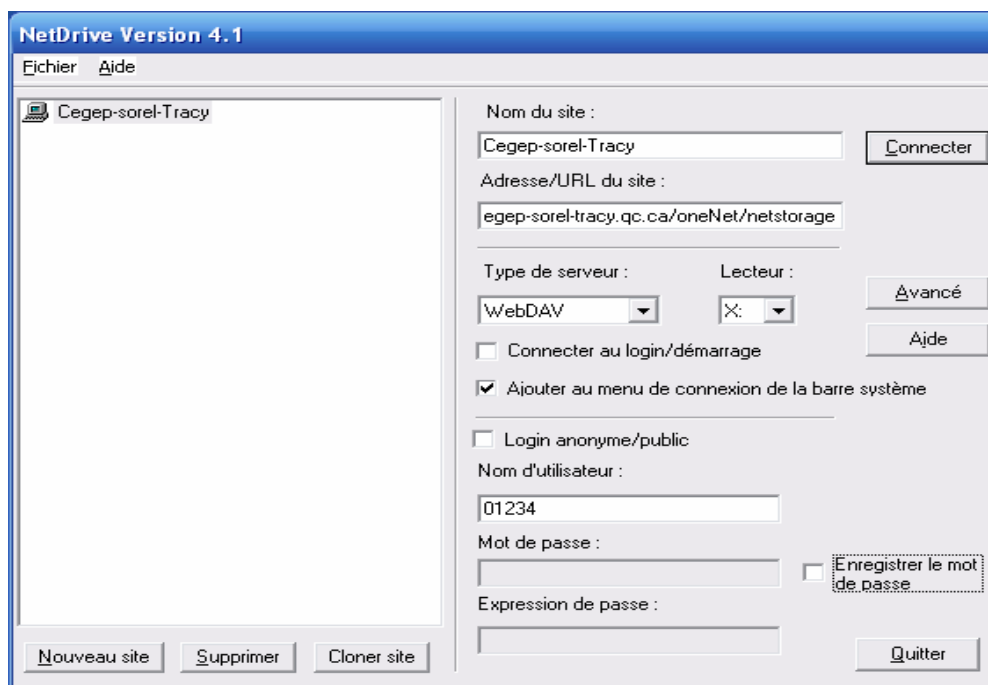 NetDrive Version 4.1
Fichier Aide
Cegep-sorel-Tracy
Nouveau site Supprimer Cloner site
Nom du site :
Cegep-sorel-Tracy
Connecter
Adresse/URL du site :
egep-sorel-tracy.qc.ca/oneNet/netstorage
Type de serveur : Lecteur :
WebDAV X:
Avancé
Aide
Connecter au login/démarrage
Ajouter au menu de connexion de la barre système
Login anonyme/public
Nom d'utilisateur :
01234
Mot de passe :
Enregistrer le mot
de passe
Expression de passe :
Quitter